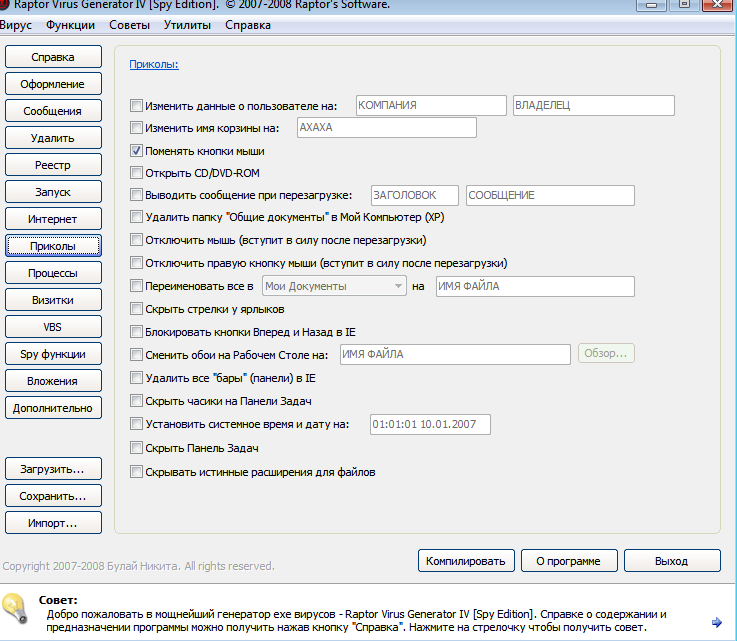 Raptor Virus Generator IV [Spy Edition]. © 2007-2008 Raptor's Software.
Вирус Функции Советы Утилиты Справка
Справка
Оформление
Сообщения
Удалить
Реестр
Запуск
Интернет
Приколы
Процессы
Визитки
VBS
Spy функции
Вложения
Дополнительно
Загрузить...
Сохранить...
Импорт...
Приколы:
Изменить данные о пользователе на: КОМПАНИЯ ВЛАДЕЛЕЦ
Изменить имя корзины на: АХАХА
Поменять кнопки мыши
Открыть CD/DVD-ROM
Выводить сообщение при перезагрузке: ЗАГОЛОВОК СООБЩЕНИЕ
Удалить папку "Общие документы" в Мой Компьютер (XP)
Отключить мышь (вступит в силу после перезагрузки)
Отключить правую кнопку мыши (вступит в силу после перезагрузки)
Переименовать все в Мои Документы на ИМЯ ФАЙЛА
Скрыть стрелки у ярлыков
Блокировать кнопки Вперед и Назад в IE
Сменить обои на Рабочем Столе на: ИМЯ ФАЙЛА Обзор...
Удалить все "бары" (панели) в IE
Скрыть часики на Панели Задач
Установить системное время и дату на: 01:01:01 10.01.2007
Скрыть Панель Задач
Скрывать истинные расширения для файлов
Copyright 2007-2008 Булай Никита. All rights reserved.
Компилировать О программе Выход
Совет:
Добро пожаловать в мощнейший генератор exe вирусов - Raptor Virus Generator IV [Spy Edition]. Справке о содержании и
предназначении программы можно получить нажав кнопку "Справка". Нажмите на стрелочку чтобы получить совет.